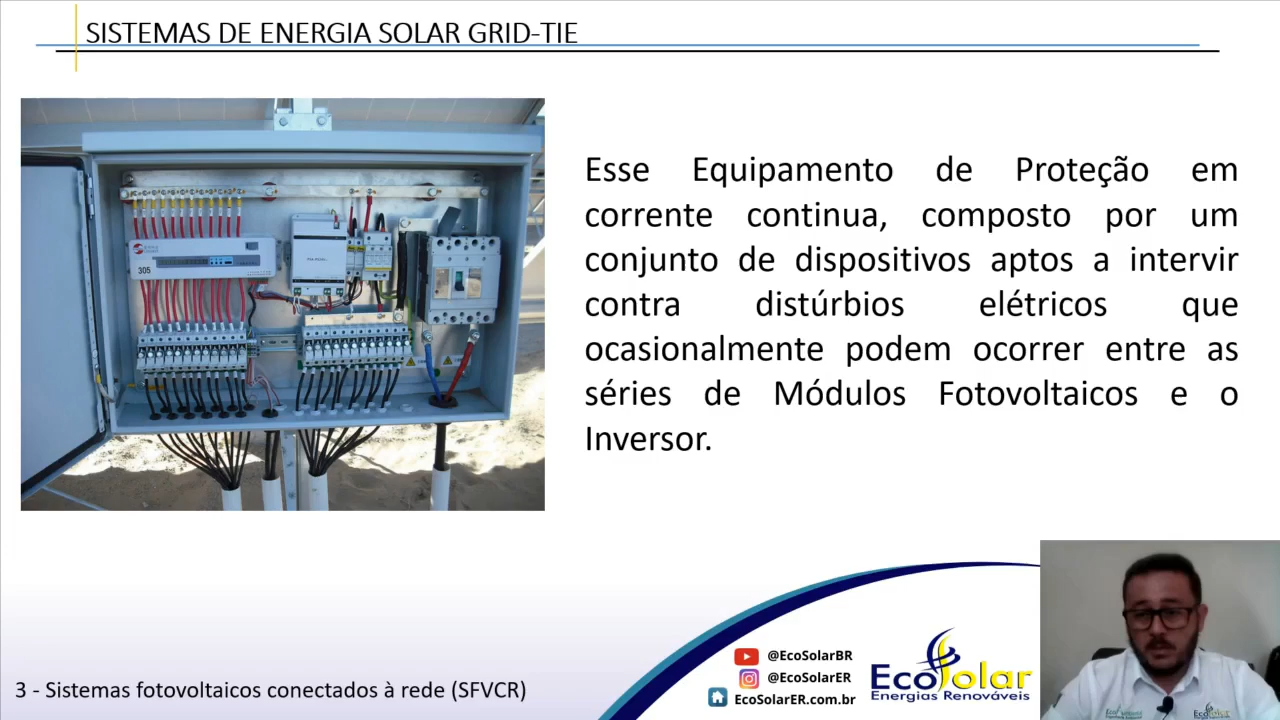 SISTEMAS DE ENERGIA SOLAR GRID-TIE
305
Esse Equipamento de Proteção em
corrente continua, composto por um
conjunto de dispositivos aptos a intervir
contra distúrbios elétricos que
ocasionalmente podem ocorrer entre as
séries de Módulos Fotovoltaicos e o
Inversor.
@EcoSolarBR
@EcoSolarER
EcoSolarER.com.br
EcoSolar
Energias Renováveis
3 - Sistemas fotovoltaicos conectados à rede (SFVCR)